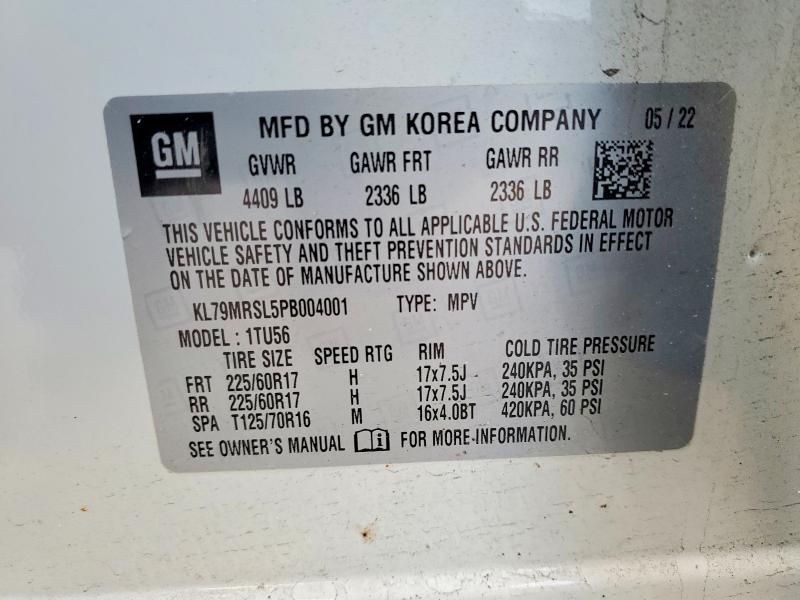 GM
MFD BY GM KOREA COMPANY 05 / 22
GVWR GAWR FRT GAWR RR
4409 LB 2336 LB 2336 LB
THIS VEHICLE CONFORMS TO ALL APPLICABLE U.S. FEDERAL MOTOR
VEHICLE SAFETY AND THEFT PREVENTION STANDARDS IN EFFECT
ON THE DATE OF MANUFACTURE SHOWN ABOVE.
KL79MRSL5PB004001 TYPE: MPV
MODEL : 1TU56
TIRE SIZE SPEED RTG RIM COLD TIRE PRESSURE
FRT 225/60R17 H 17x7.5J 240KPA, 35 PSI
RR 225/60R17 H 17x7.5J 240KPA, 35 PSI
SPA T125/70R16 M 16x4.0BT 420KPA, 60 PSI
SEE OWNER'S MANUAL FOR MORE INFORMATION.